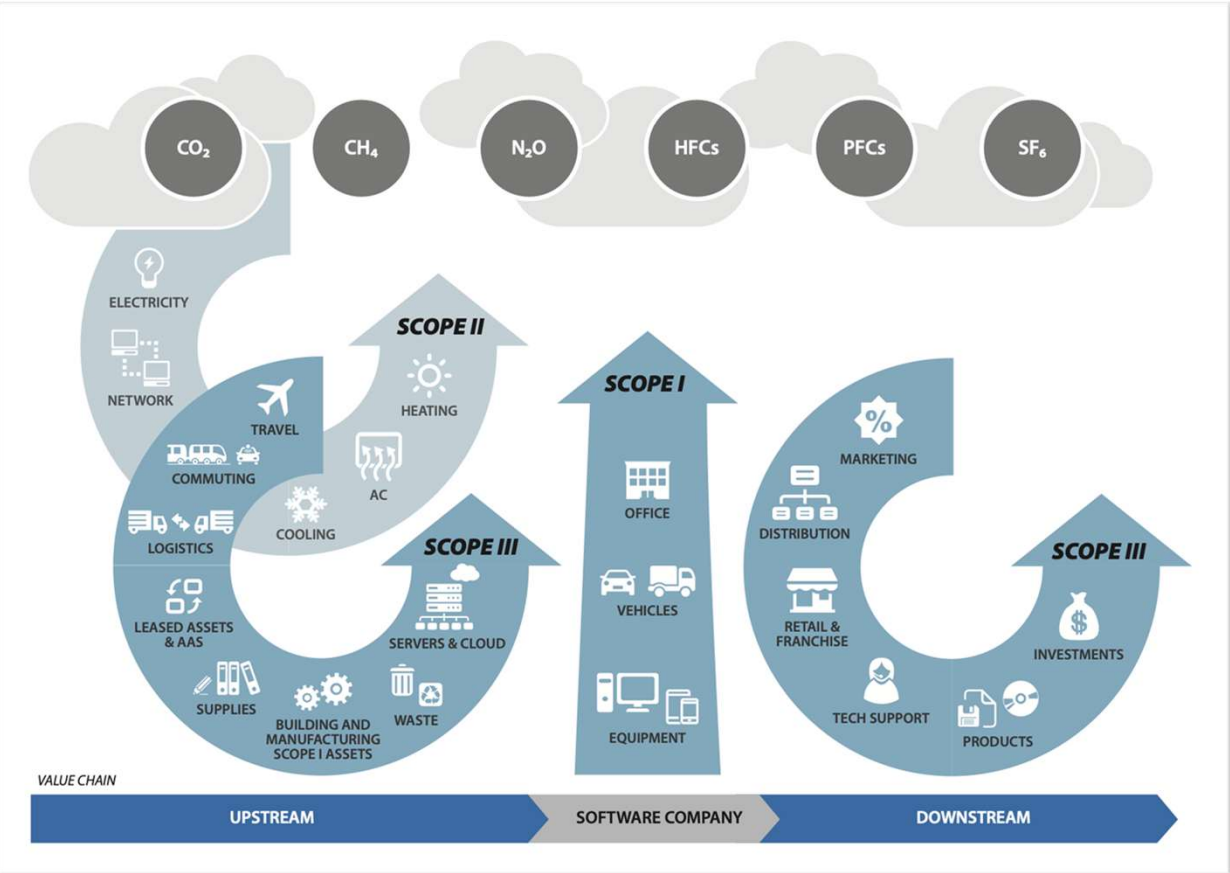 CO₂
CH₄
N₂O
HFCs
PFCs
SF₆
ELECTRICITY
NETWORK
SCOPE II
HEATING
AC
COOLING
TRAVEL
COMMUTING
LOGISTICS
LEASED ASSETS
& AAS
SUPPLIES
BUILDING AND
MANUFACTURING
SCOPE I ASSETS
WASTE
SERVERS & CLOUD
SCOPE III
SCOPE I
OFFICE
VEHICLES
EQUIPMENT
%
MARKETING
DISTRIBUTION
RETAIL &
FRANCHISE
TECH SUPPORT
PRODUCTS
$
INVESTMENTS
SCOPE III
VALUE CHAIN
UPSTREAM
SOFTWARE COMPANY
DOWNSTREAM